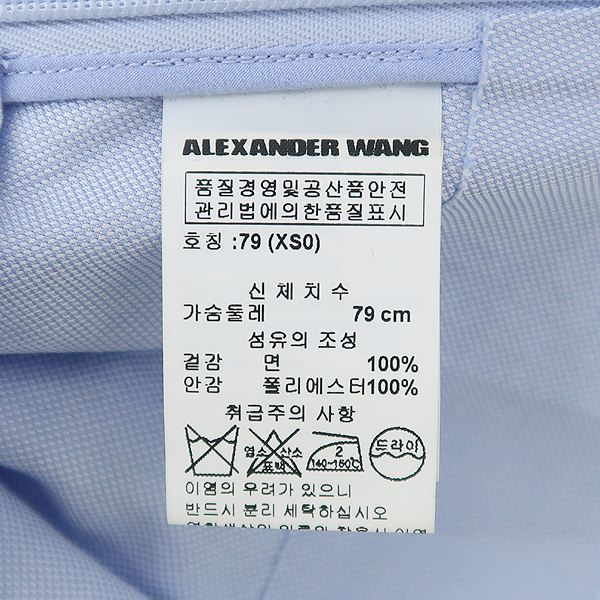 ALEXANDER WANG
품질경영및공산품안전
관리법에의한품질표시
호칭 :79 (XS0)
신체치수
가슴둘레 79 cm
섬유의 조성
겉감 면 100%
안감 폴리에스터100%
취급주의 사항
염소 산소 표백
2
140-160℃
드라이
이염의 우려가 있으니
반드시 분리 세탁하십시오